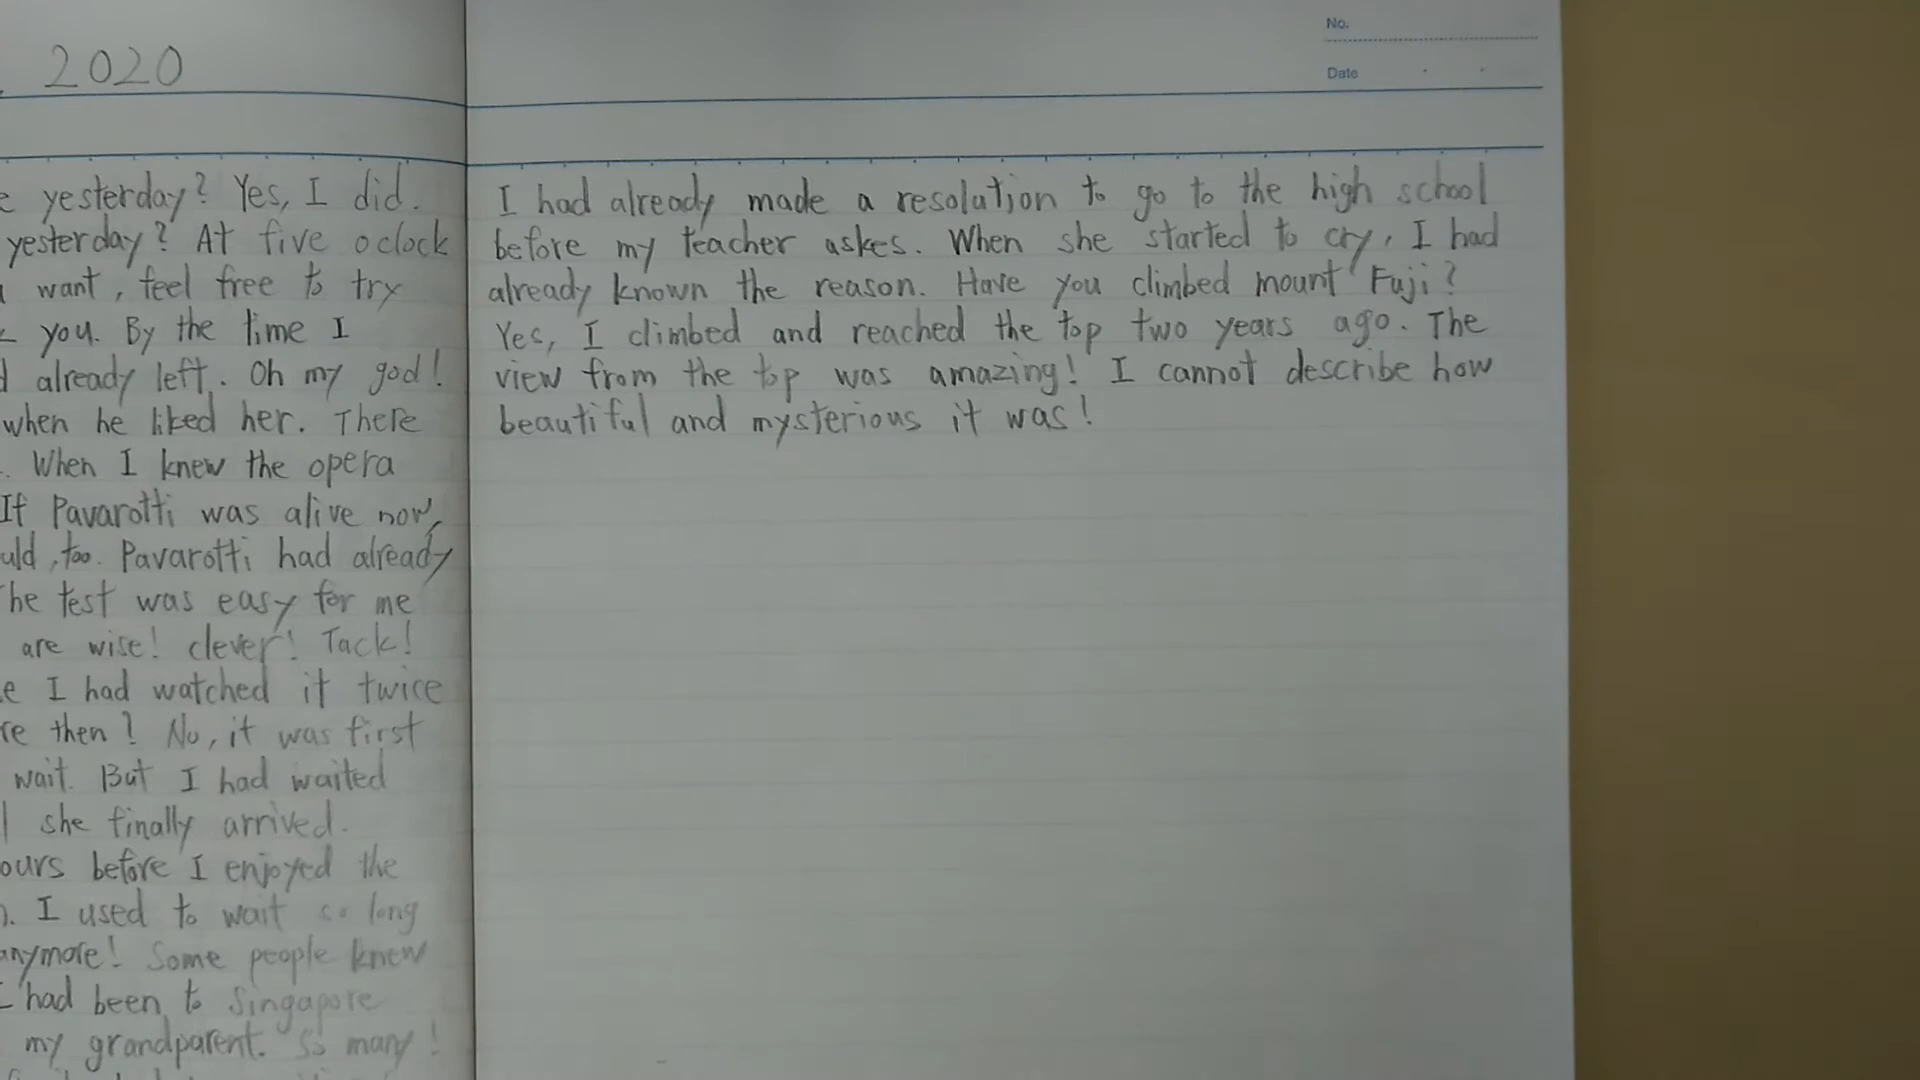 2020
yesterday? Yes, I did.
yesterday? At five oclock
want, feel free to try
you. By the time I
already left. Oh my god!
when he liked her. There
When I knew the opera
If Pavarotti was alive now,
too. Pavarotti had already
test was easy for me
are wise! clever! Tack!
I had watched it twice
then? No, it was first
wait. But I had waited
she finally arrived.
before I enjoyed the
I used to wait so long
anymore! Some people knew
had been to Singapore
my grandparent. So many!
No.
Date
I had already made a resolution to go to the high school
before my teacher askes. When she started to cry, I had
already known the reason. Have you climbed mount Fuji?
Yes, I climbed and reached the top two years ago. The
view from the top was amazing! I cannot describe how
beautiful and mysterious it was!